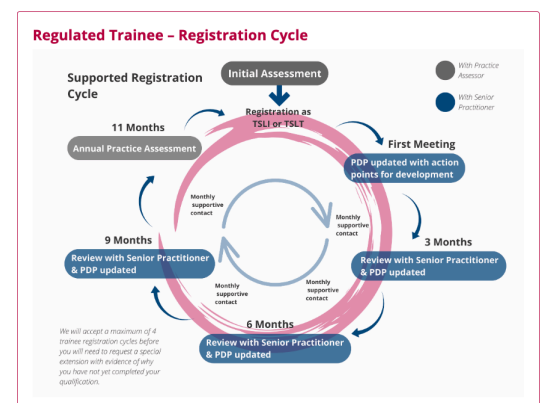 Regulated Trainee – Registration Cycle
Supported Registration
Cycle
Initial Assessment
With Practice
Assessor
With Senior
Practitioner
Registration as
TSLI or TSLT
11 Months
Annual Practice Assessment
First Meeting
PDP updated with action
points for development
Monthly
supportive
contact
Monthly
supportive
contact
9 Months
Review with Senior Practitioner
& PDP updated
3 Months
Review with Senior Practitioner
& PDP updated
Monthly
supportive
contact
Monthly
supportive
contact
6 Months
Review with Senior Practitioner
& PDP updated
We will accept a maximum of 4
trainee registration cycles before
you will need to request a special
extension with evidence of why
you have not yet completed your
qualification.